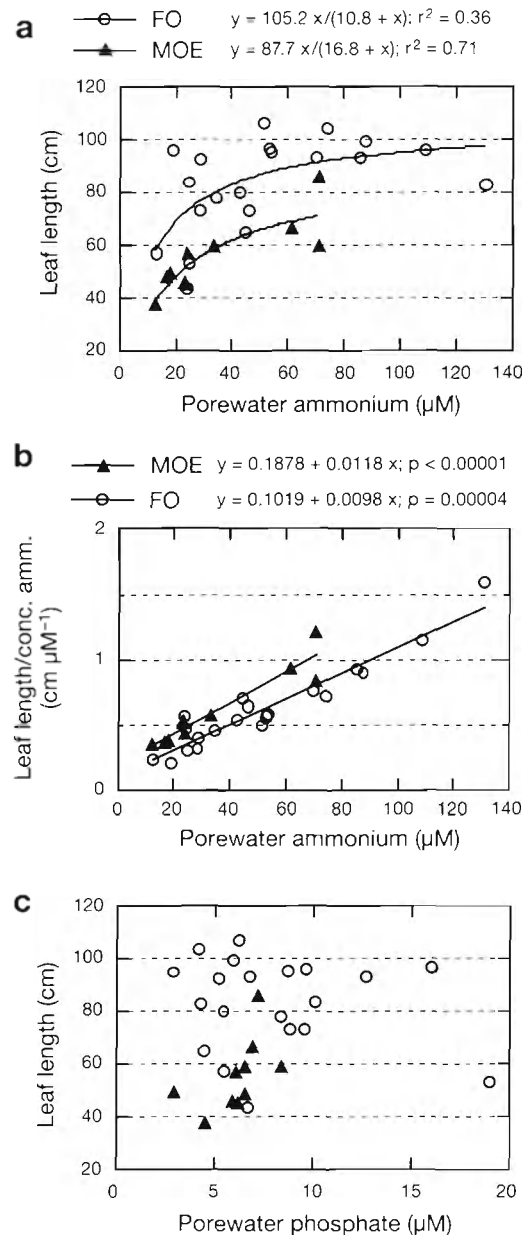 a
FO y = 105.2 x/(10.8 + x); r² = 0.36
MOE y = 87.7 x/(16.8 + x); r² = 0.71
120
100
80
60
40
20
Leaf length (cm)
0 20 40 60 80 100 120 140
Porewater ammonium (μM)
b
MOE y = 0.1878 + 0.0118 x; p < 0.00001
FO y = 0.1019 + 0.0098 x; p = 0.00004
2
1
0
Leaf length/conc. amm.
(cm μM⁻¹)
0 20 40 60 80 100 120 140
Porewater ammonium (μM)
c
120
100
80
60
40
20
Leaf length (cm)
0 5 10 15 20
Porewater phosphate (μM)